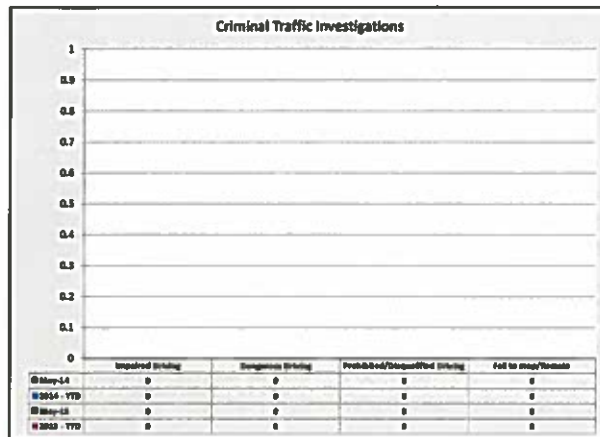 Criminal Traffic Investigations
1
0.9
0.8
0.7
0.6
0.5
0.4
0.3
0.2
0.1
0
Impaired Driving Dangerous Driving Prohibited/Disqualified Driving Fail to Stop/Remain
May-14 0 0 0 0
2014 - YTD 0 0 0 0
May-13 0 0 0 0
2013 - YTD 0 0 0 0